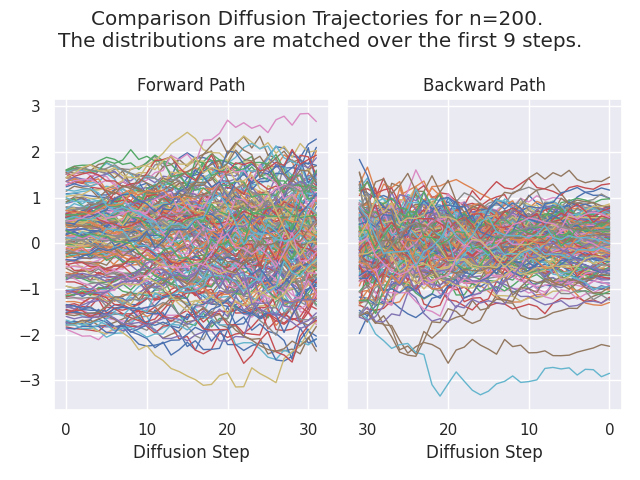 Comparison Diffusion Trajectories for n=200.
The distributions are matched over the first 9 steps.
Forward Path
Backward Path
3
2
1
0
−1
−2
−3
0 10 20 30
30 20 10 0
Diffusion Step
Diffusion Step